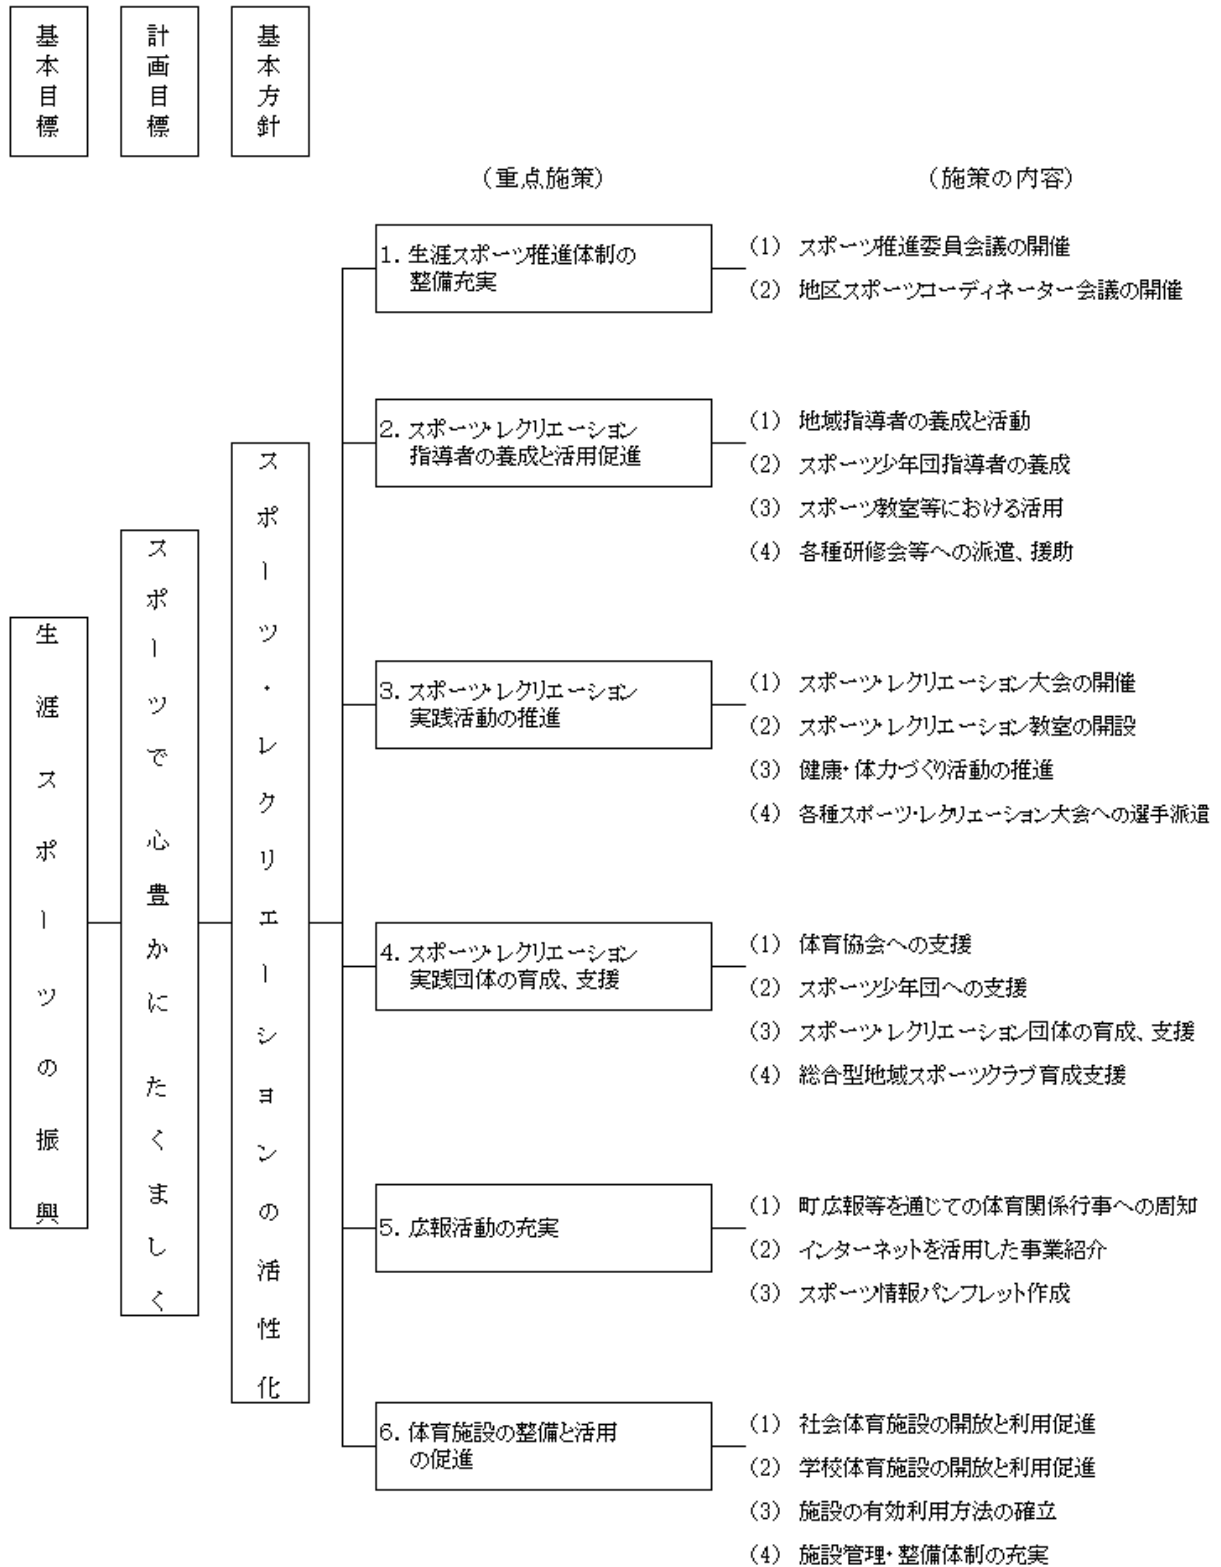 基本目標
計画目標
基本方針
(重点施策)
(施策の内容)
生涯スポーツの振興
スポーツで 心豊かに たくましく
スポーツ・レクリエーションの活性化
1. 生涯スポーツ推進体制の
整備充実
(1) スポーツ推進委員会議の開催
(2) 地区スポーツコーディネーター会議の開催
2. スポーツ・レクリエーション
指導者の養成と活用促進
(1) 地域指導者の養成と活動
(2) スポーツ少年団指導者の養成
(3) スポーツ教室等における活用
(4) 各種研修会等への派遣、援助
3. スポーツ・レクリエーション
実践活動の推進
(1) スポーツ・レクリエーション大会の開催
(2) スポーツ・レクリエーション教室の開設
(3) 健康・体力づくり活動の推進
(4) 各種スポーツ・レクリェーション大会への選手派遣
4. スポーツ・レクリエーション
実践団体の育成、支援
(1) 体育協会への支援
(2) スポーツ少年団への支援
(3) スポーツ・レクリエーション団体の育成、支援
(4) 総合型地域スポーツクラブ育成支援
5. 広報活動の充実
(1) 町広報等を通じての体育関係行事への周知
(2) インターネットを活用した事業紹介
(3) スポーツ情報パンフレット作成
6. 体育施設の整備と活用
の促進
(1) 社会体育施設の開放と利用促進
(2) 学校体育施設の開放と利用促進
(3) 施設の有効利用方法の確立
(4) 施設管理・整備体制の充実